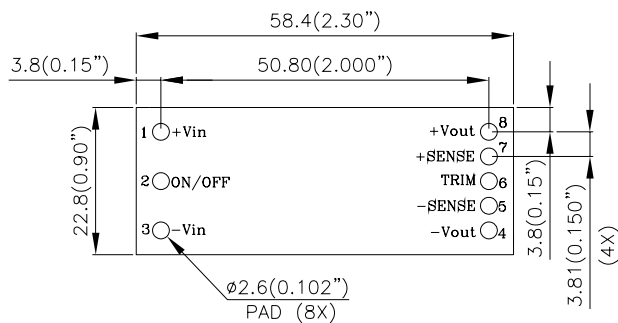 58.4(2.30")
3.8(0.15")
50.80(2.000")
22.8(0.90")
1 +Vin
2 ON/OFF
3 -Vin
+Vout 8
+SENSE 7
TRIM 6
-SENSE 5
-Vout 4
3.8(0.15")
3.81(0.150")
(4X)
ø2.6(0.102")
PAD (8X)